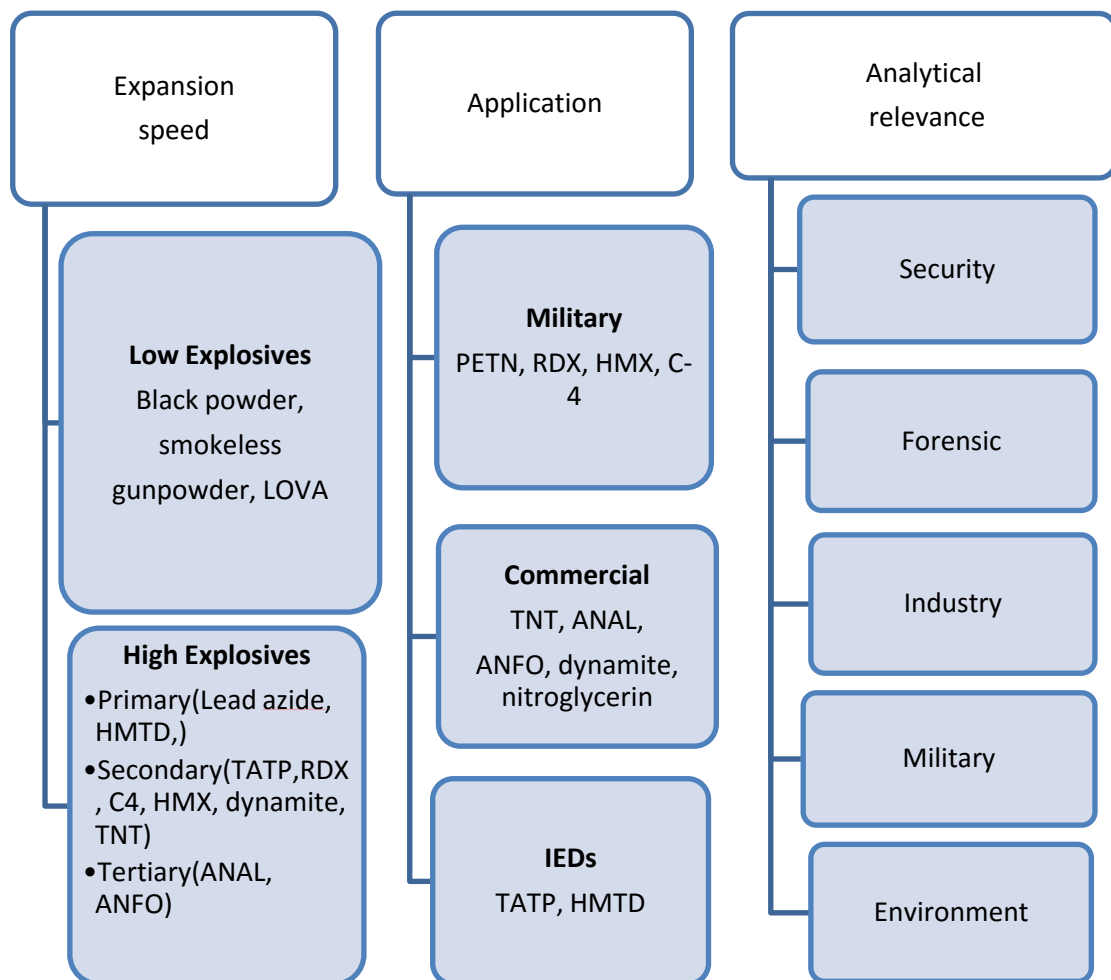 Expansion
speed
Low Explosives
Black powder,
smokeless
gunpowder, LOVA
High Explosives
•Primary(Lead azide,
HMTD,)
•Secondary(TATP,RDX
, C4, HMX, dynamite,
TNT)
•Tertiary(ANAL,
ANFO)
Application
Military
PETN, RDX, HMX, C-
4
Commercial
TNT, ANAL,
ANFO, dynamite,
nitroglycerin
IEDs
TATP, HMTD
Analytical
relevance
Security
Forensic
Industry
Military
Environment